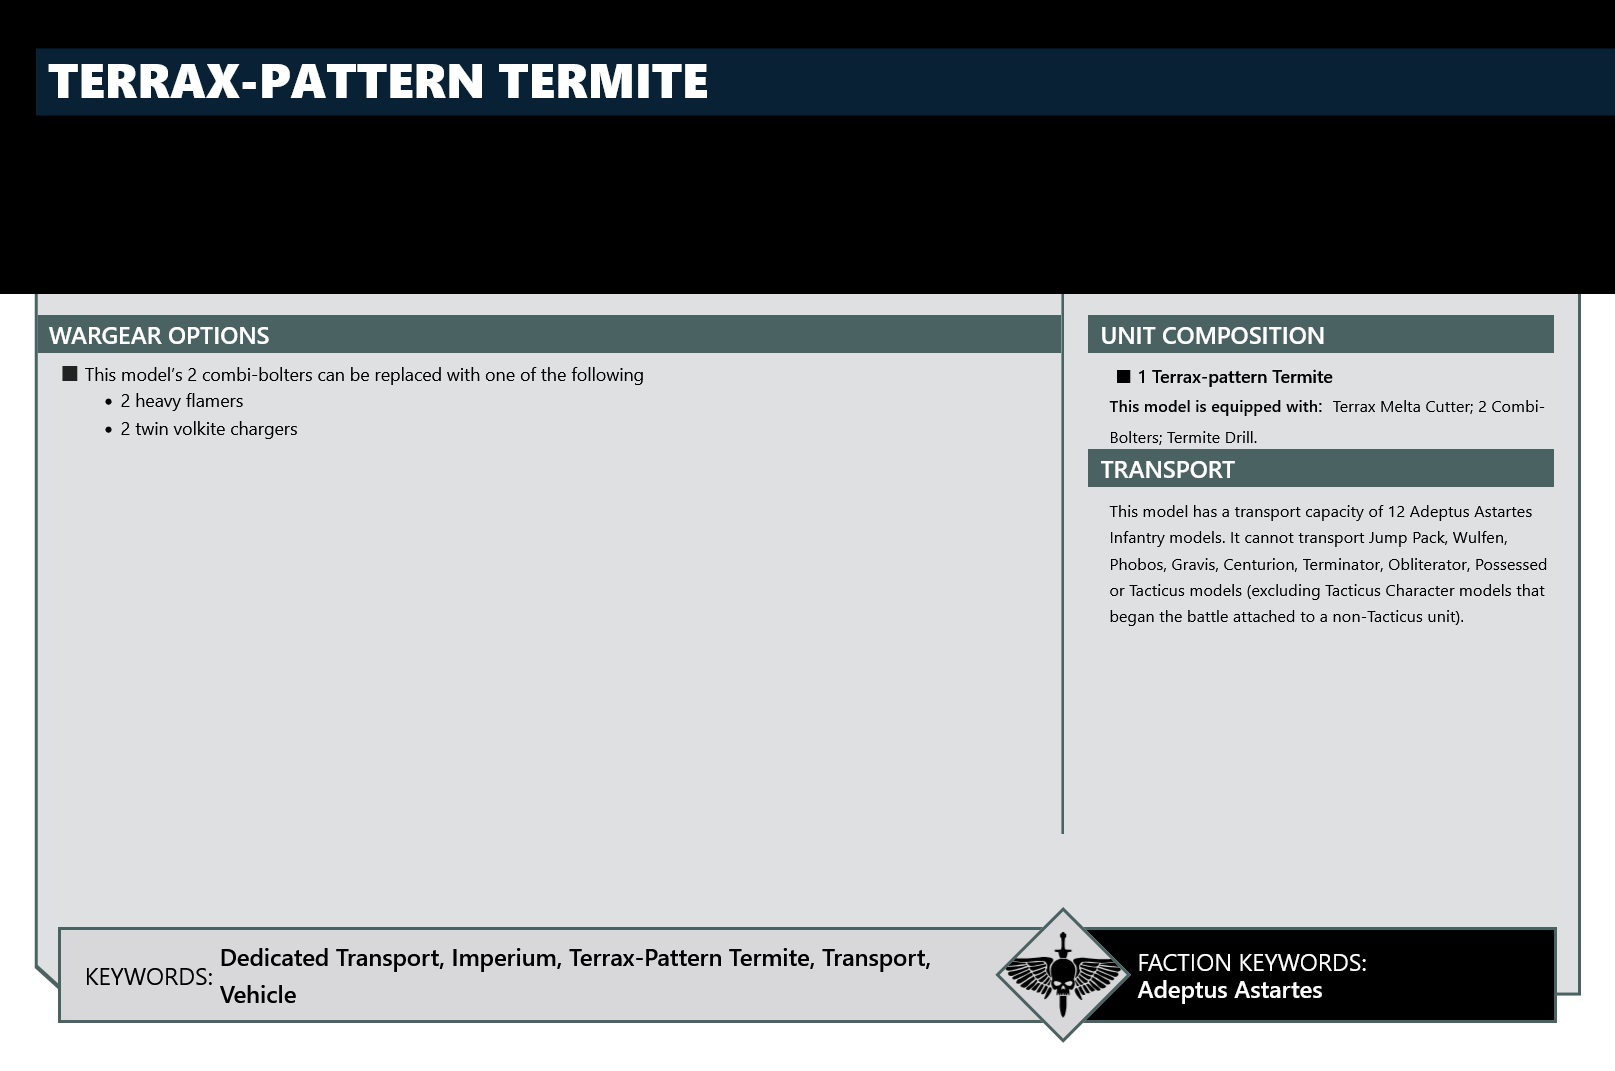 TERRAX-PATTERN TERMITE
WARGEAR OPTIONS
■ This model's 2 combi-bolters can be replaced with one of the following
• 2 heavy flamers
• 2 twin volkite chargers
UNIT COMPOSITION
■ 1 Terrax-pattern Termite
This model is equipped with: Terrax Melta Cutter; 2 Combi-
Bolters; Termite Drill.
TRANSPORT
This model has a transport capacity of 12 Adeptus Astartes
Infantry models. It cannot transport Jump Pack, Wulfen,
Phobos, Gravis, Centurion, Terminator, Obliterator, Possessed
or Tacticus models (excluding Tacticus Character models that
began the battle attached to a non-Tacticus unit).
KEYWORDS: Dedicated Transport, Imperium, Terrax-Pattern Termite, Transport,
Vehicle
FACTION KEYWORDS:
Adeptus Astartes